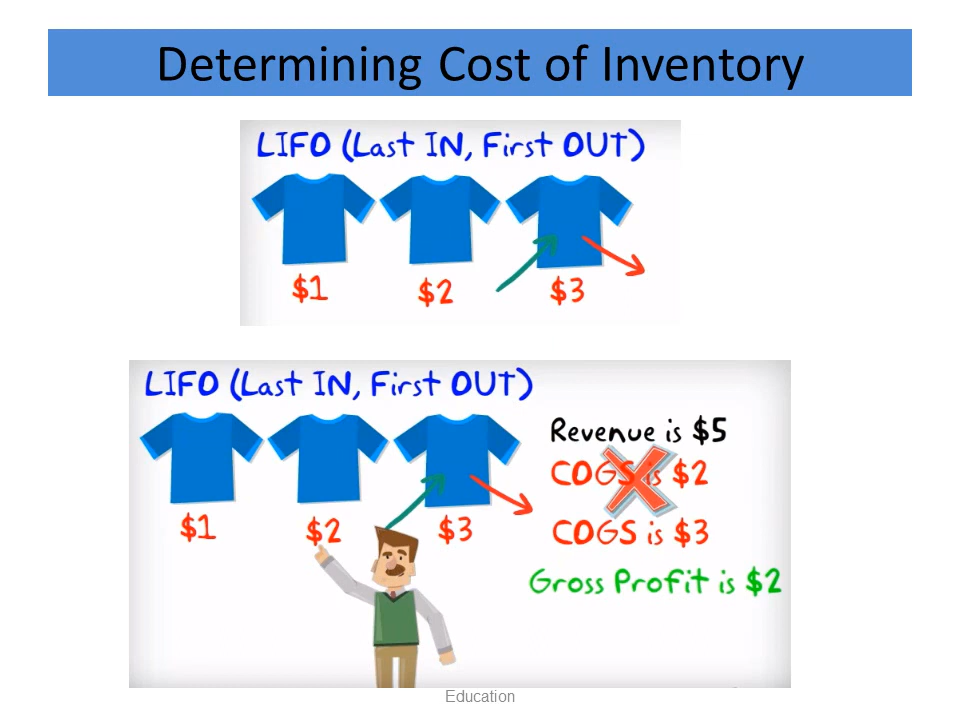 Determining Cost of Inventory
LIFO (Last IN, First OUT)
$1 $2 $3
LIFO (Last IN, First OUT)
Revenue is $5
COGS is $2
$1 $2 $3
COGS is $3
Gross Profit is $2
Education